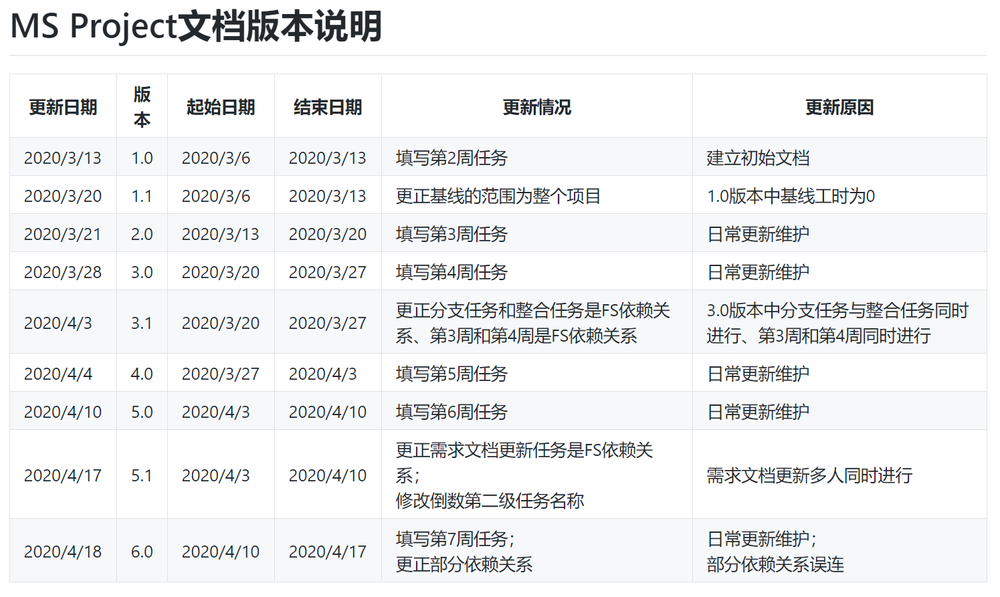 MS Project文档版本说明
更新日期 版本 起始日期 结束日期 更新情况 更新原因
2020/3/13 1.0 2020/3/6 2020/3/13 填写第2周任务 建立初始文档
2020/3/20 1.1 2020/3/6 2020/3/13 更正基线的范围为整个项目 1.0版本中基线工时为0
2020/3/21 2.0 2020/3/13 2020/3/20 填写第3周任务 日常更新维护
2020/3/28 3.0 2020/3/20 2020/3/27 填写第4周任务 日常更新维护
2020/4/3 3.1 2020/3/20 2020/3/27 更正分支任务和整合任务是FS依赖关
系、第3周和第4周是FS依赖关系 3.0版本中分支任务与整合任务同时
进行、第3周和第4周同时进行
2020/4/4 4.0 2020/3/27 2020/4/3 填写第5周任务 日常更新维护
2020/4/10 5.0 2020/4/3 2020/4/10 填写第6周任务 日常更新维护
2020/4/17 5.1 2020/4/3 2020/4/10 更正需求文档更新任务是FS依赖关
系；
修改倒数第二级任务名称 需求文档更新多人同时进行
2020/4/18 6.0 2020/4/10 2020/4/17 填写第7周任务；
更正部分依赖关系 日常更新维护；
部分依赖关系误连